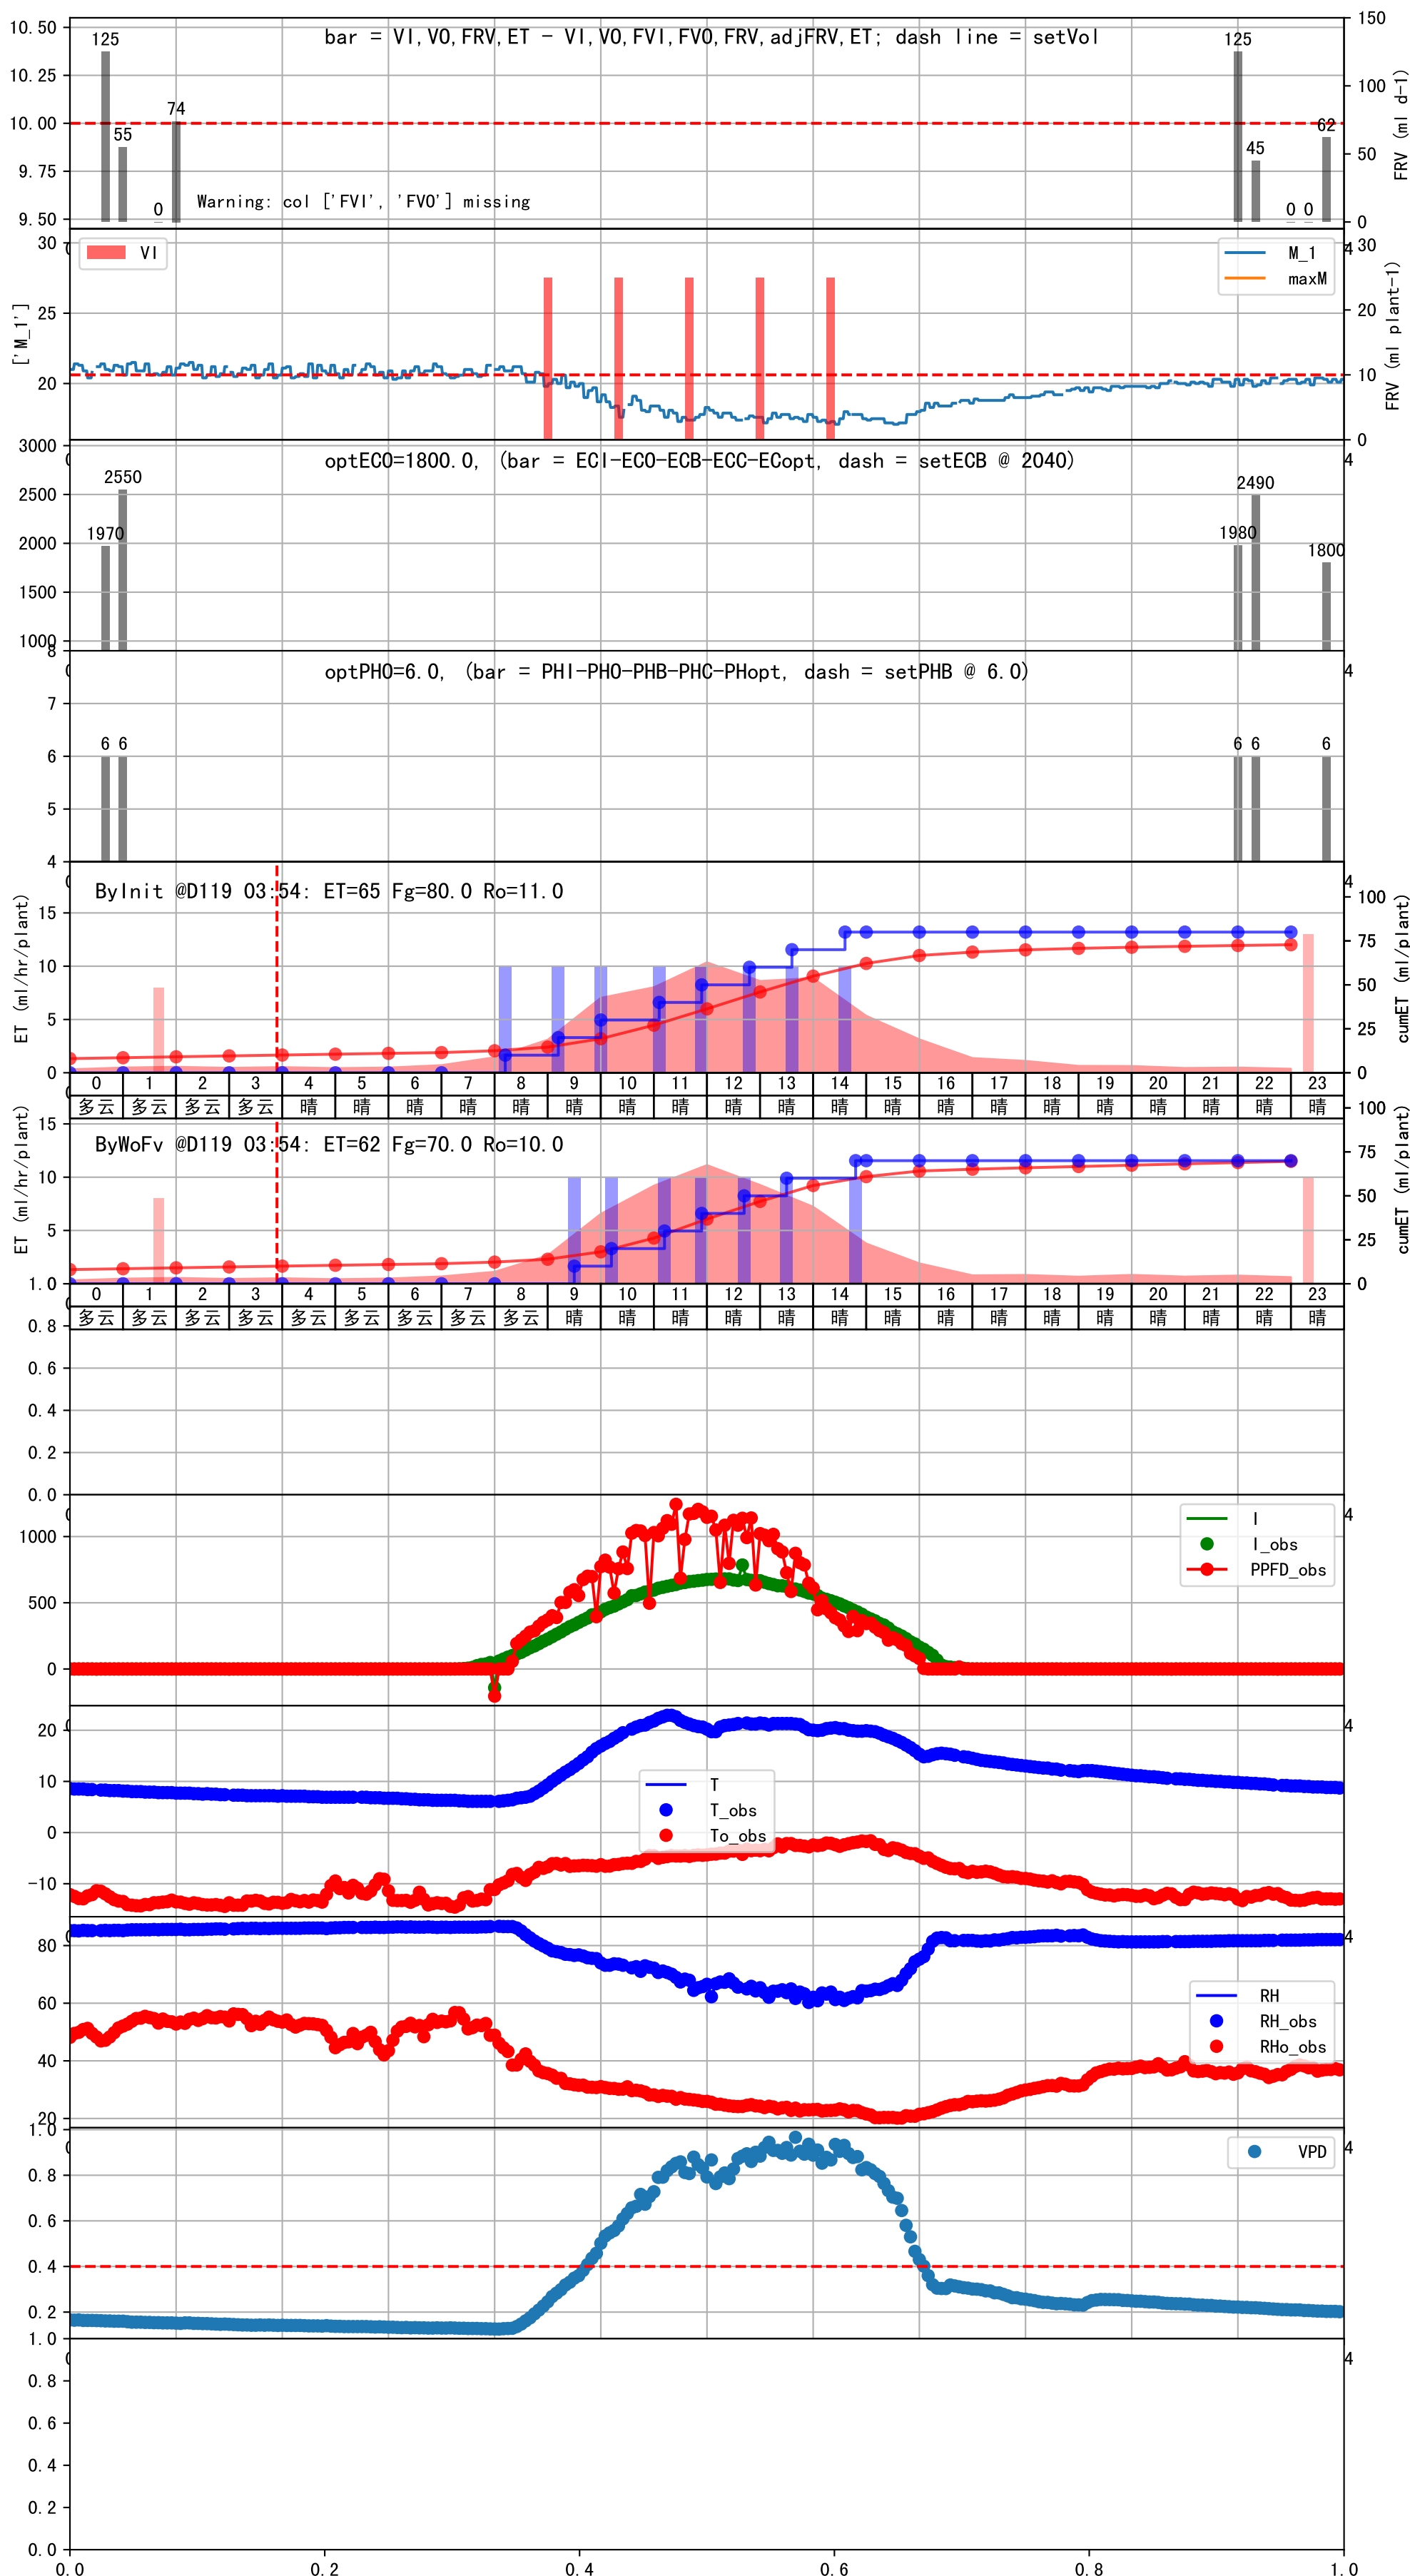 bar = VI,VO,FRV,ET - VI,VO,FVI,FVO,FRV,adjFRV,ET; dash line = setVol
10.50 10.25 10.00 9.75 9.50
125 55 0 74 125 45 0 0 62
Warning: col ['FVI', 'FVO'] missing
150 100 50 0
FRV (ml d-1)
['M_1']
30 25 20
VI
M_1
maxM
30 20 10 0
FRV (ml plant-1)
optECO=1800.0, (bar = ECI-ECO-ECB-ECC-ECopt, dash = setECB @ 2040)
3000 2500 2000 1500 1000
1970 2550 1980 2490 1800
optPHO=6.0, (bar = PHI-PHO-PHB-PHC-PHopt, dash = setPHB @ 6.0)
8 7 6 5 4
6 6 6 6 6
ByInit @D119 03:54: ET=65 Fg=80.0 Ro=11.0
ET (ml/hr/plant)
15 10 5 0
100 75 50 25 0
cumET (ml/plant)
0 1 2 3 4 5 6 7 8 9 10 11 12 13 14 15 16 17 18 19 20 21 22 23
多云 多云 多云 多云 晴 晴 晴 晴 晴 晴 晴 晴 晴 晴 晴 晴 晴 晴 晴 晴 晴 晴 晴 晴
ByWoFv @D119 03:54: ET=62 Fg=70.0 Ro=10.0
ET (ml/hr/plant)
15 10 5
100 75 50 25 0
cumET (ml/plant)
0 1 2 3 4 5 6 7 8 9 10 11 12 13 14 15 16 17 18 19 20 21 22 23
多云 多云 多云 多云 多云 多云 多云 多云 多云 晴 晴 晴 晴 晴 晴 晴 晴 晴 晴 晴 晴 晴 晴 晴
1.0 0.8 0.6 0.4 0.2 0.0
1000 500 0
I
I_obs
PPFD_obs
20 10 0 -10
T
T_obs
To_obs
80 60 40 20
RH
RH_obs
RHo_obs
1.0 0.8 0.6 0.4 0.2
VPD
1.0 0.8 0.6 0.4 0.2 0.0
0.0 0.2 0.4 0.6 0.8 1.0